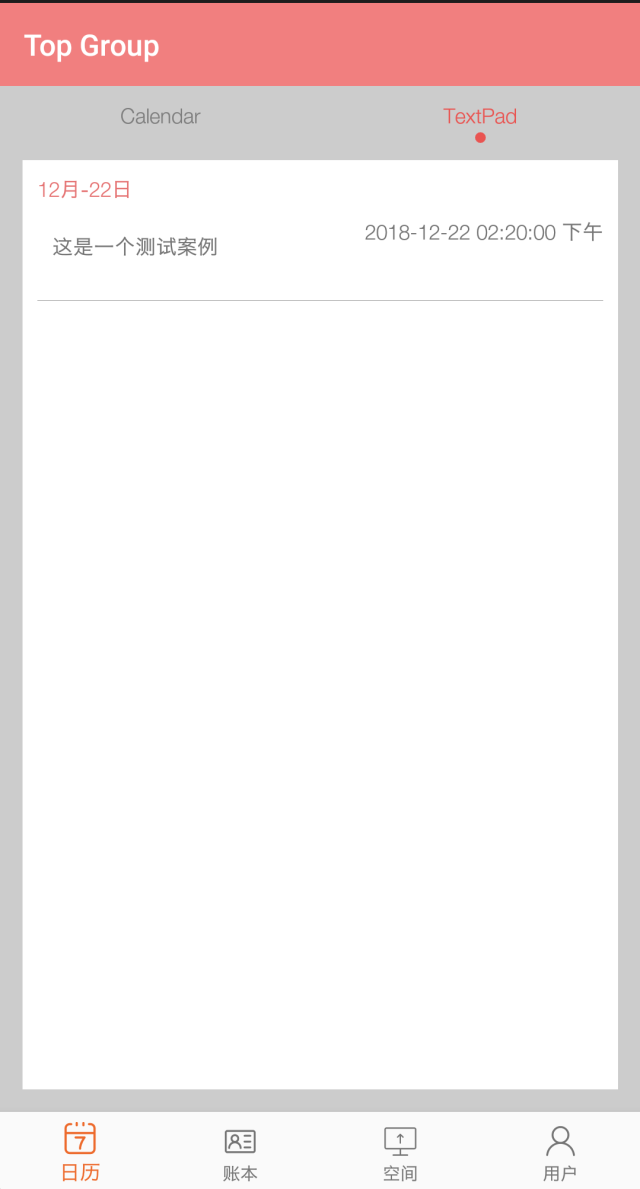 Top Group
Calendar
TextPad
12月-22日
2018-12-22 02:20:00 下午
这是一个测试案例
7
日历
账本
空间
用户